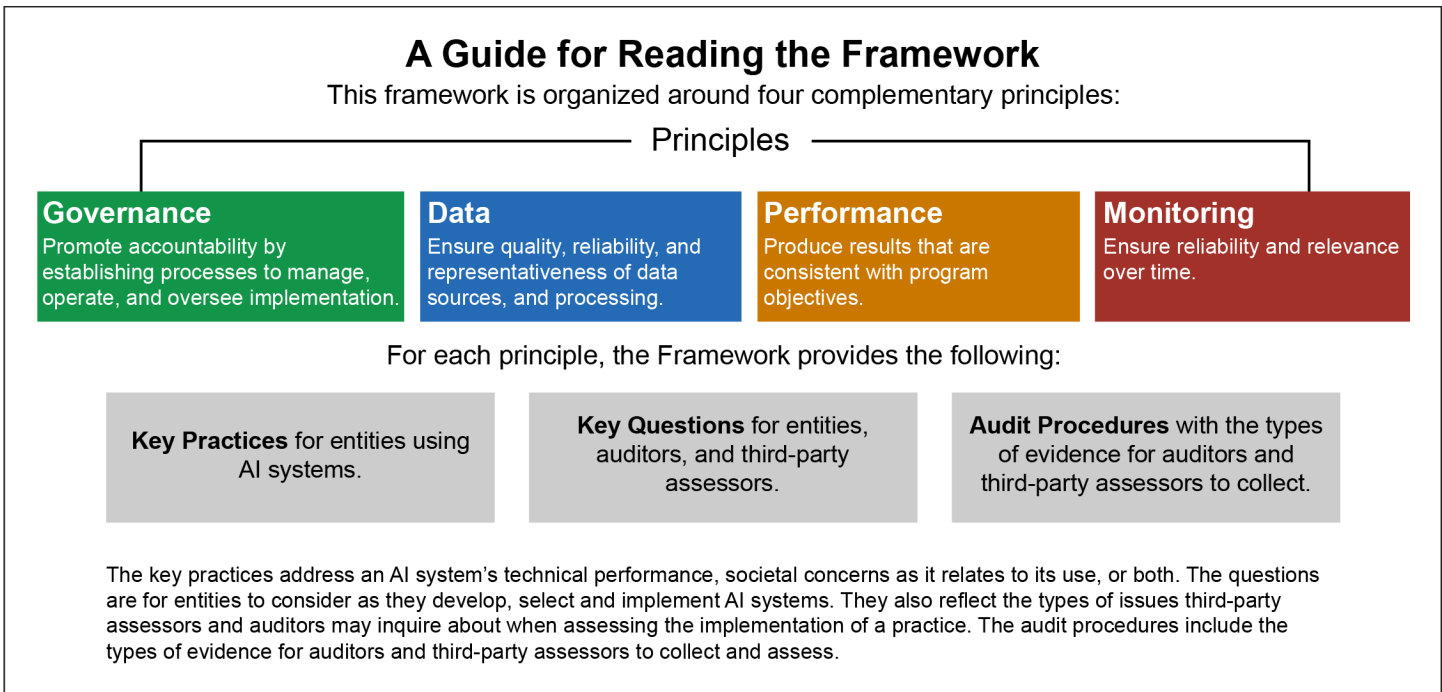 A Guide for Reading the Framework
This framework is organized around four complementary principles:
Principles
Governance
Promote accountability by
establishing processes to manage,
operate, and oversee implementation.
Data
Ensure quality, reliability, and
representativeness of data
sources, and processing.
Performance
Produce results that are
consistent with program
objectives.
Monitoring
Ensure reliability and relevance
over time.
For each principle, the Framework provides the following:
Key Practices for entities using
AI systems.
Key Questions for entities,
auditors, and third-party
assessors.
Audit Procedures with the types
of evidence for auditors and
third-party assessors to collect.
The key practices address an AI system’s technical performance, societal concerns as it relates to its use, or both. The questions
are for entities to consider as they develop, select and implement AI systems. They also reflect the types of issues third-party
assessors and auditors may inquire about when assessing the implementation of a practice. The audit procedures include the
types of evidence for auditors and third-party assessors to collect and assess.